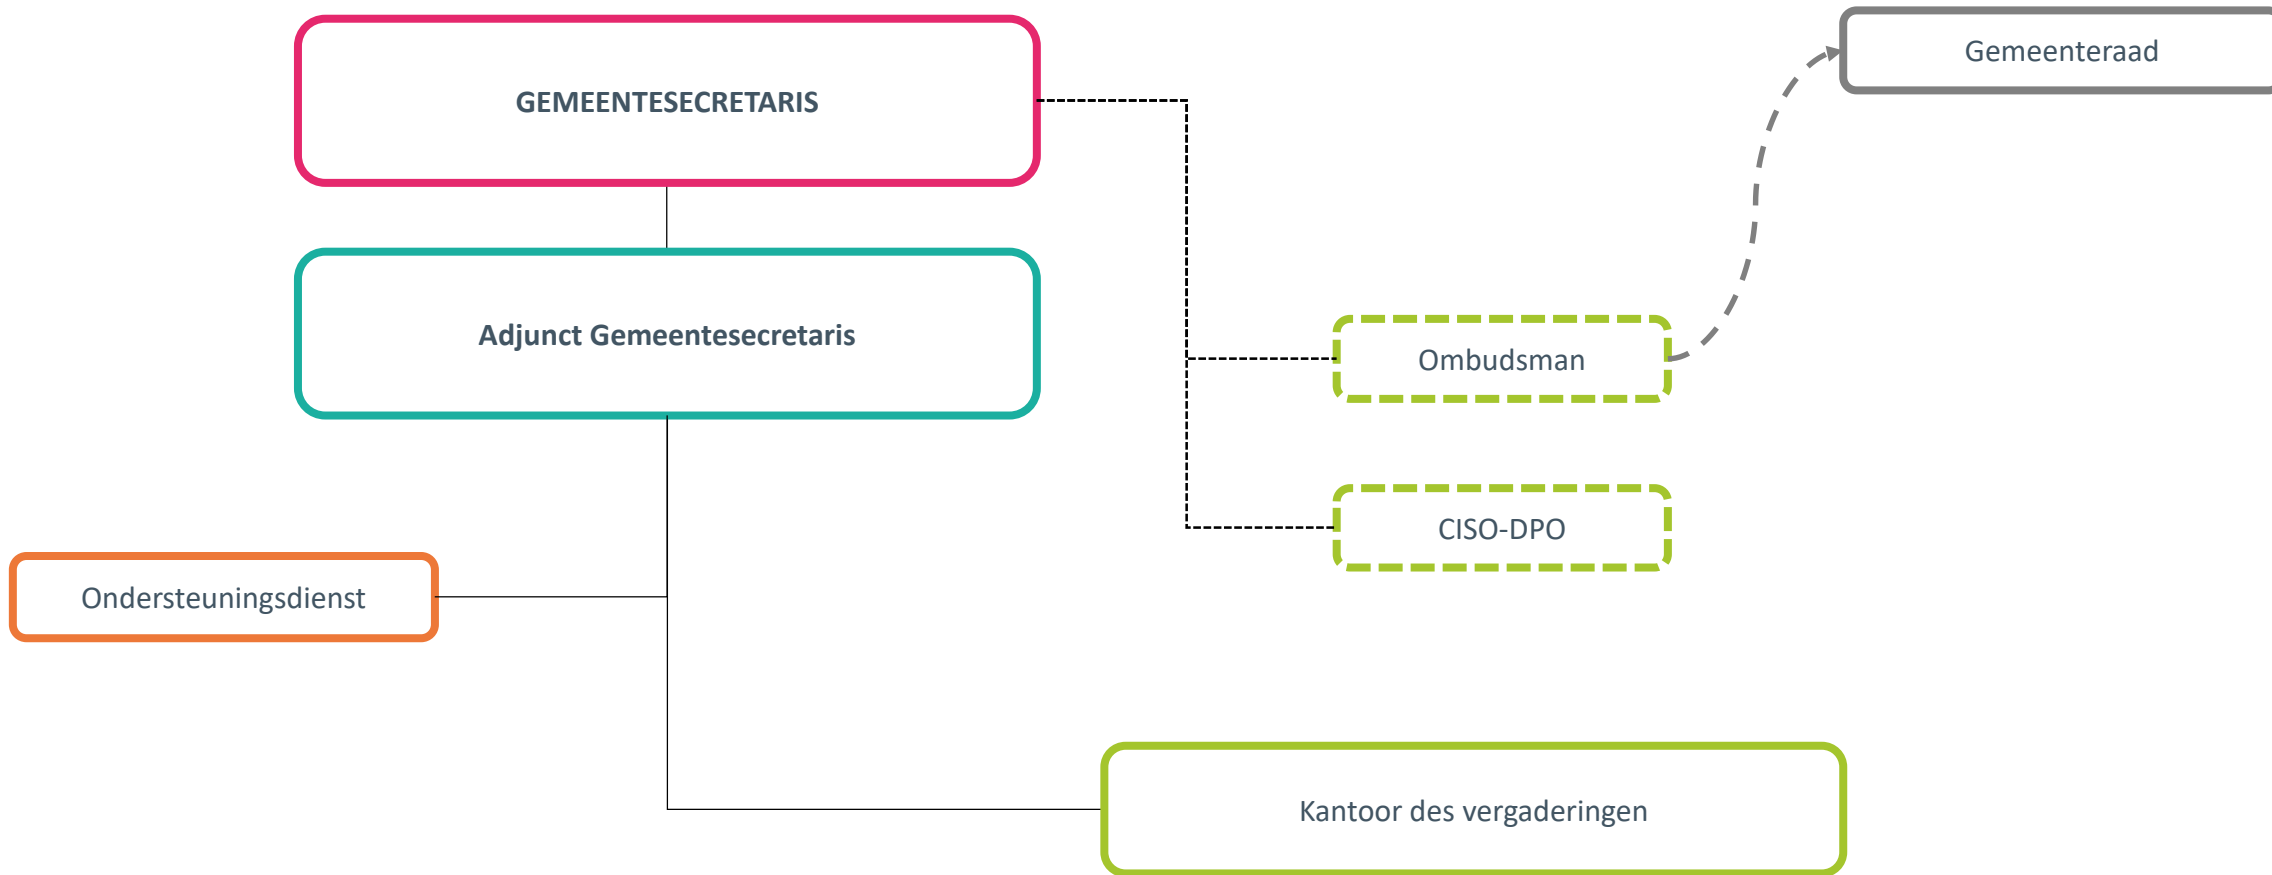 GEMEENTESECRETARIS
Gemeenteraad
Adjunct Gemeentesecretaris
Ombudsman
CISO-DPO
Ondersteuningsdienst
Kantoor des vergaderingen